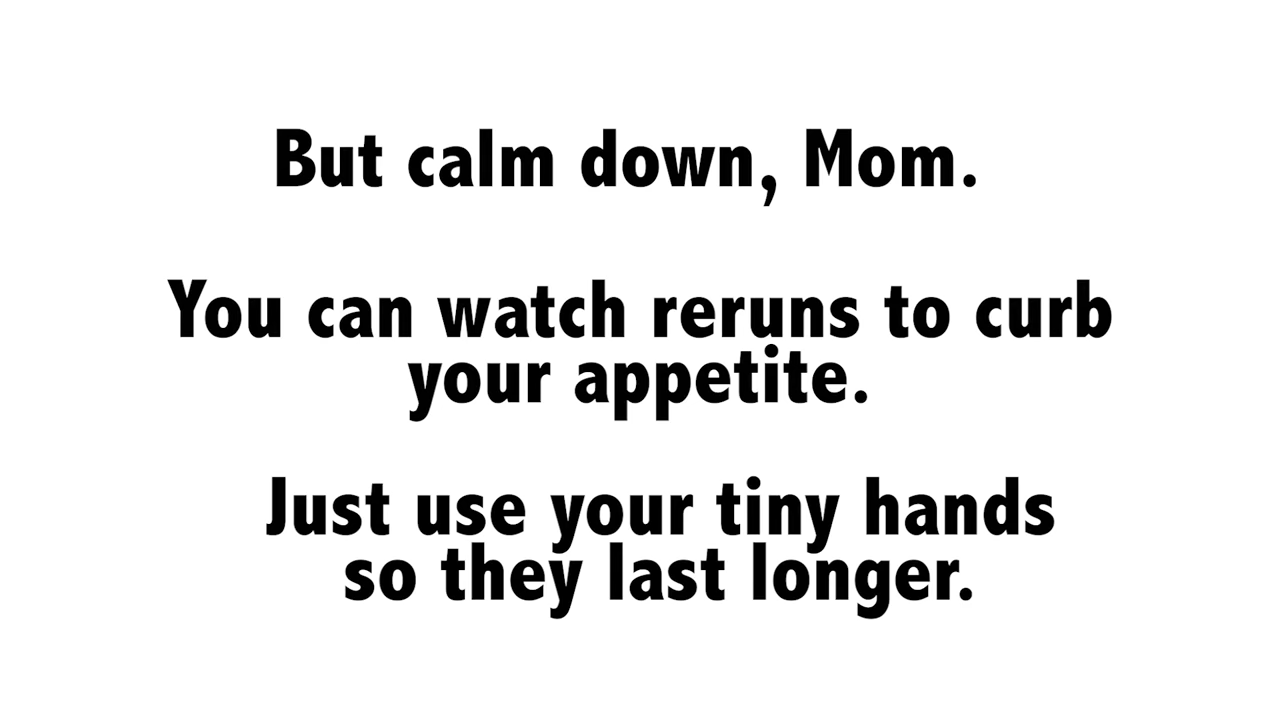 But calm down, Mom.
You can watch reruns to curb
your appetite.
Just use your tiny hands
so they last longer.